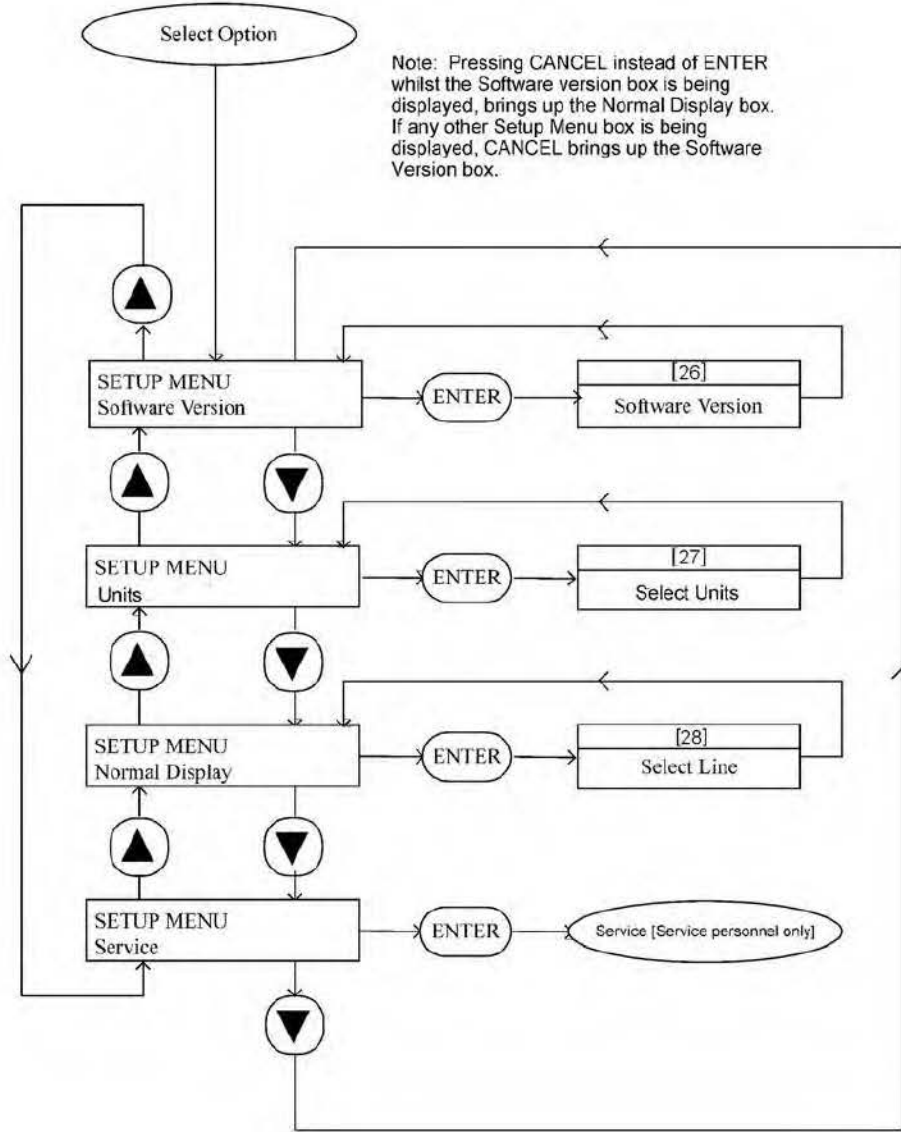 Select Option
Note: Pressing CANCEL instead of ENTER
whilst the Software version box is being
displayed, brings up the Normal Display box.
If any other Setup Menu box is being
displayed, CANCEL brings up the Software
Version box.
SETUP MENU
Software Version
ENTER
[26]
Software Version
SETUP MENU
Units
ENTER
[27]
Select Units
SETUP MENU
Normal Display
ENTER
[28]
Select Line
SETUP MENU
Service
ENTER
Service [Service personnel only]